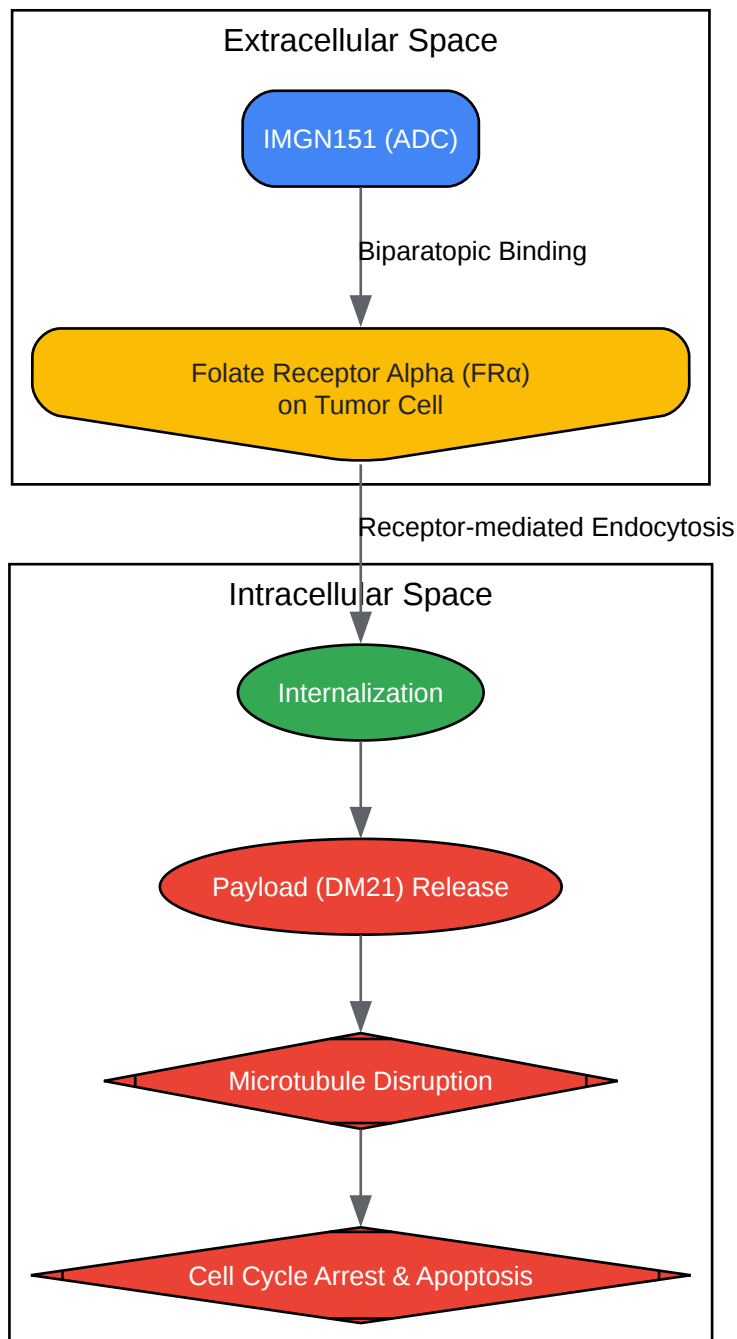 Extracellular Space
IMGN151 (ADC)
Biparatopic Binding
Folate Receptor Alpha (FRα)
on Tumor Cell
Receptor-mediated Endocytosis
Intracellular Space
Internalization
Payload (DM21) Release
Microtubule Disruption
Cell Cycle Arrest & Apoptosis